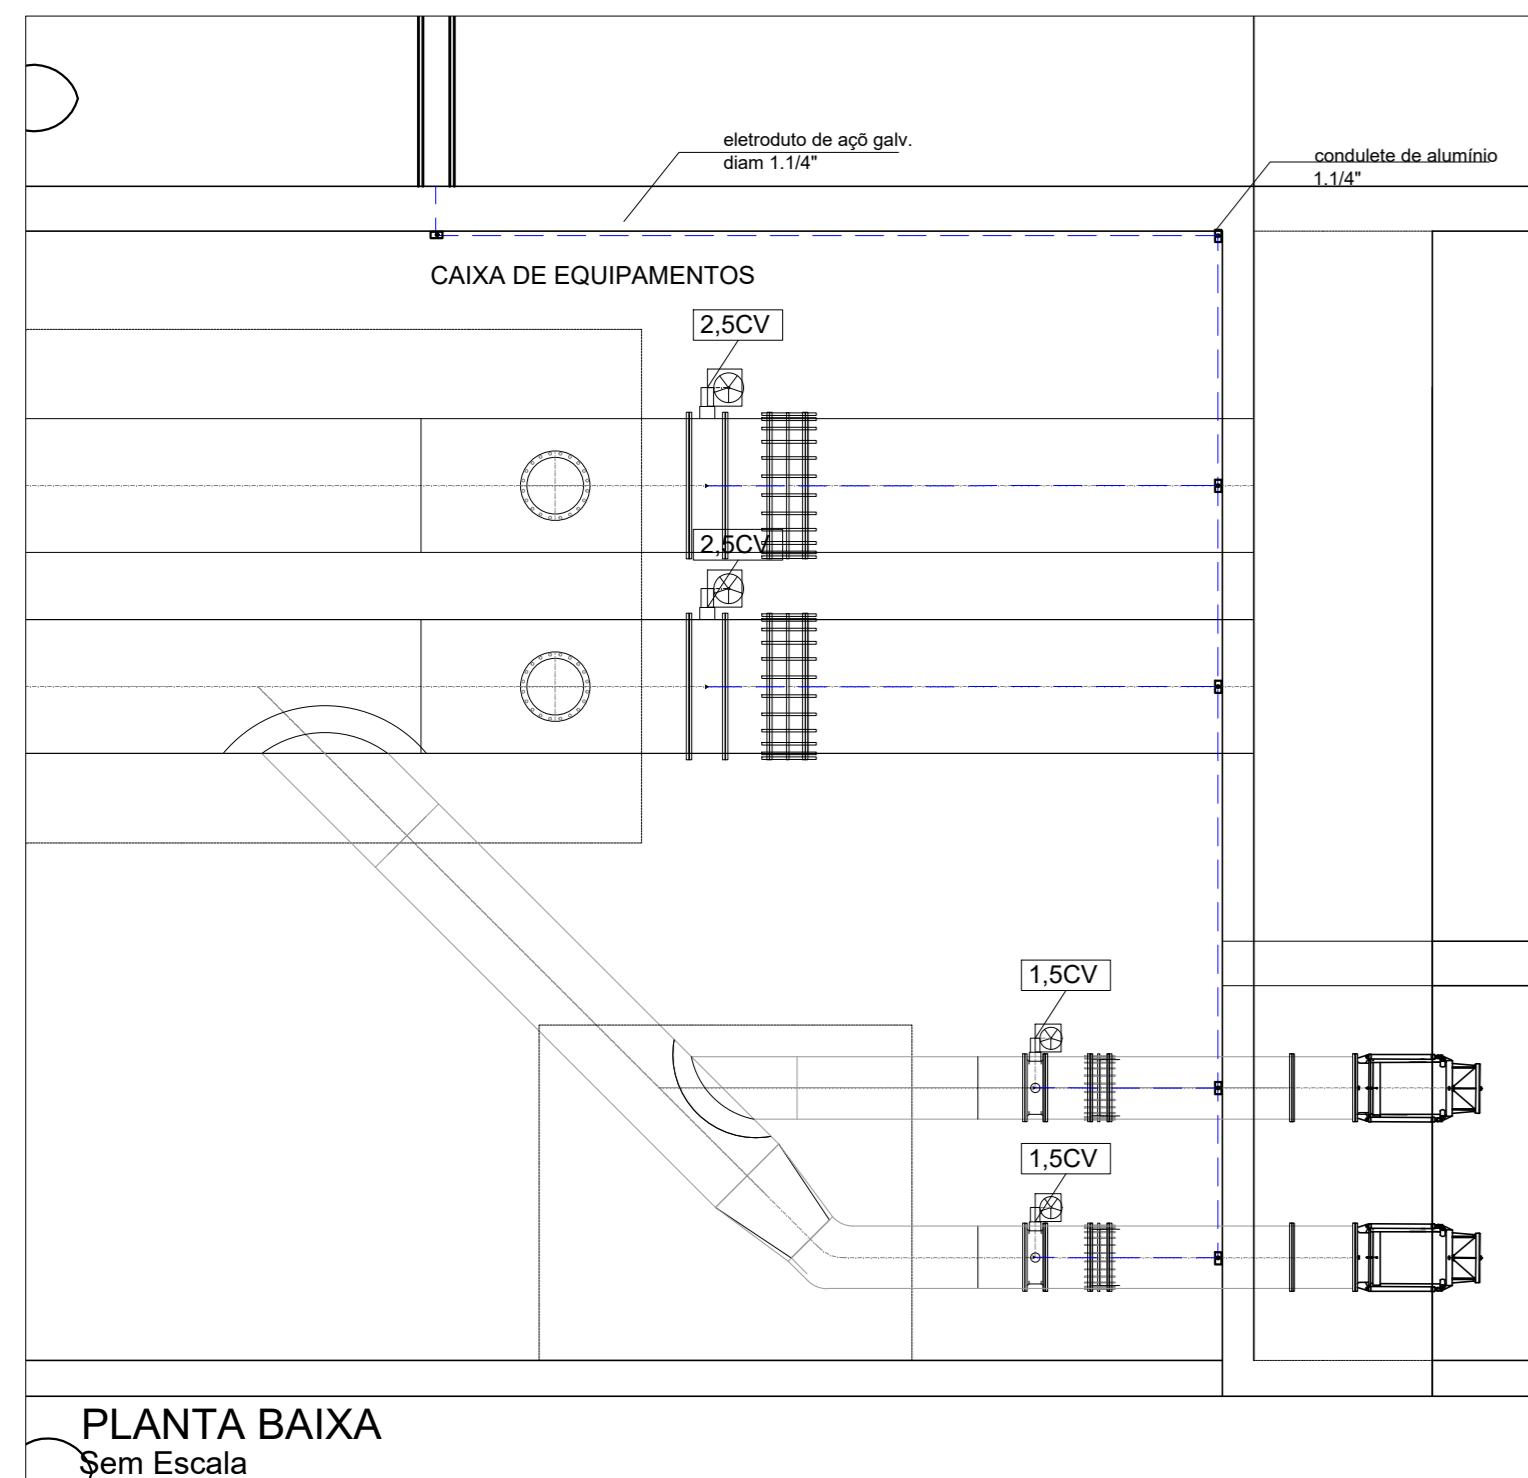 eletroduto de açõ galv.
diam 1.1/4"
condulete de alumínio
1.1/4"
CAIXA DE EQUIPAMENTOS
2,5CV
2,5CV
1,5CV
1,5CV
PLANTA BAIXA
Sem Escala